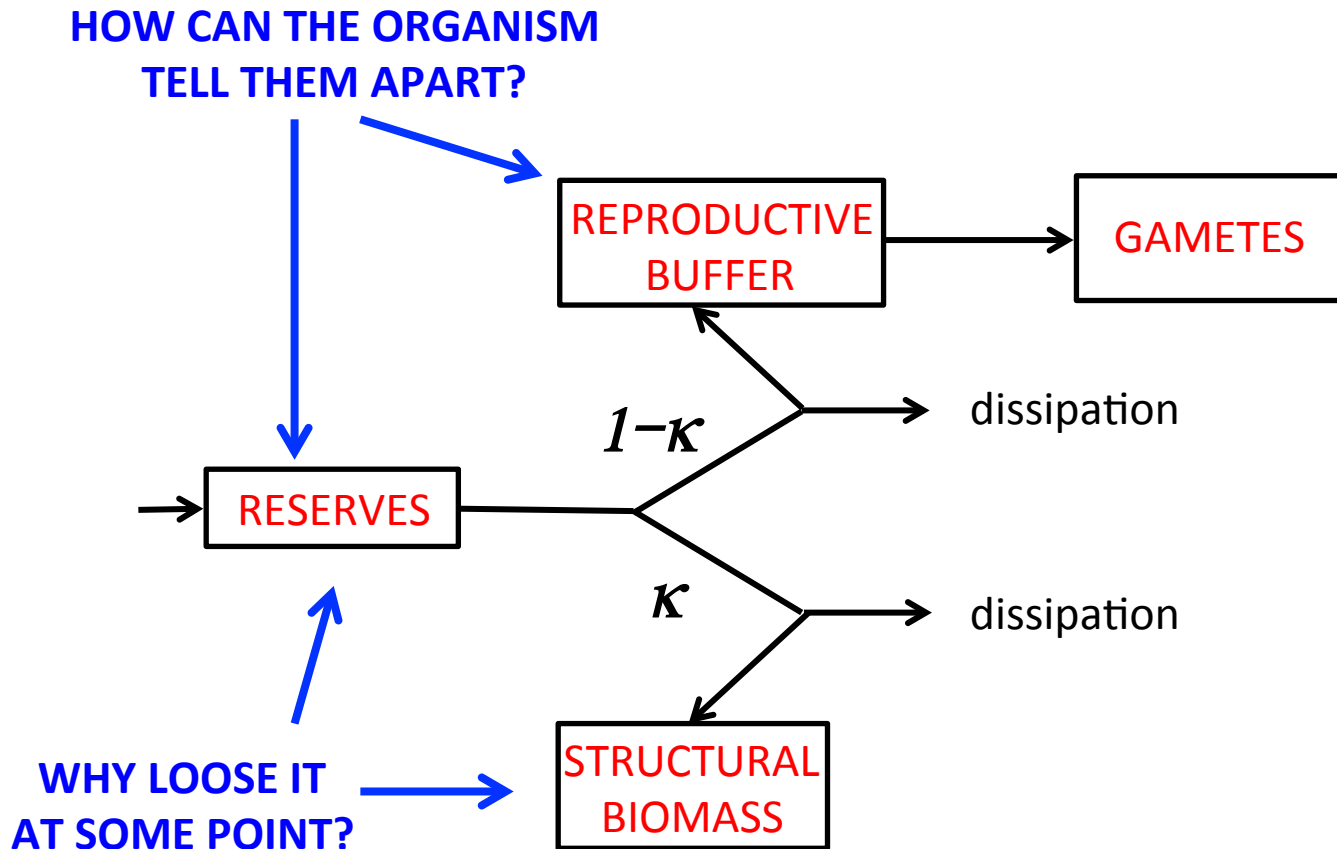 HOW CAN THE ORGANISM
TELL THEM APART?
REPRODUCTIVE
BUFFER
GAMETES
1-κ
dissipation
RESERVES
κ
dissipation
STRUCTURAL
BIOMASS
WHY LOOSE IT
AT SOME POINT?